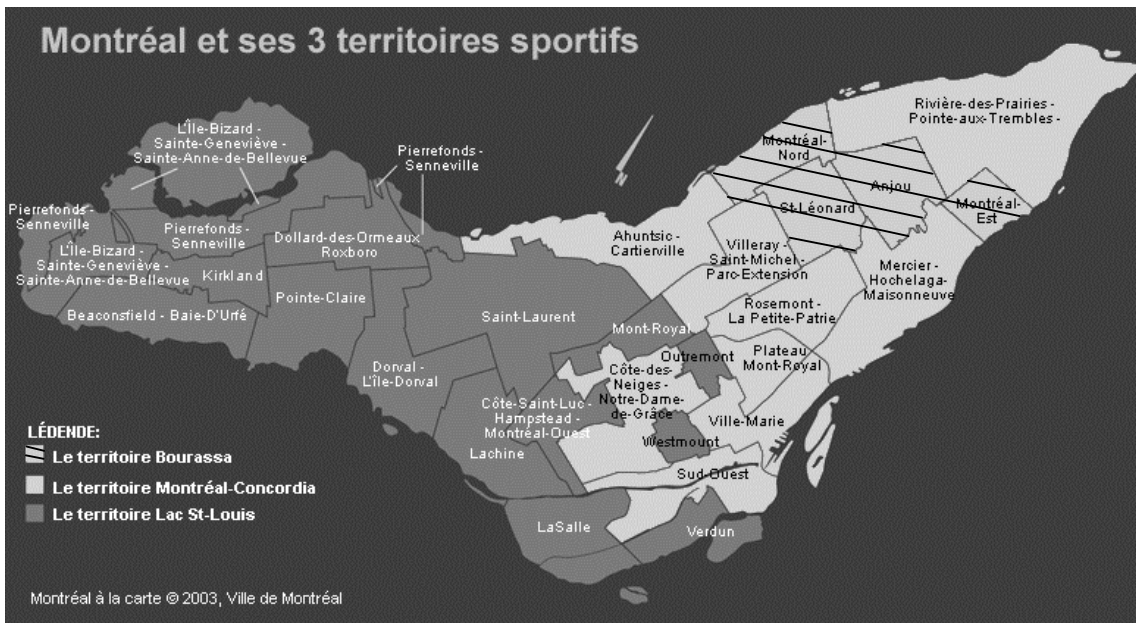 Montréal et ses 3 territoires sportifs
Rivière-des-Prairies -
Pointe-aux-Trembles -
L'Île-Bizard -
Sainte-Geneviève -
Sainte-Anne-de-Bellevue
Pierrefonds -
Senneville
Montréal-
Nord
Anjou
Montréal-
Est
St-Léonard
Pierrefonds -
Senneville
Pierrefonds -
Senneville
Dollard-des-Ormeaux
Roxboro
Ahuntsic -
Cartierville
Villeray -
Saint-Michel -
Parc-Extension
L'Île-Bizard -
Sainte-Geneviève -
Sainte-Anne-de-Bellevue
Kirkland
Mercier -
Hochelaga-
Maisonneuve
Pointe-Claire
Beaconsfield - Baie-D'Urfé
Saint-Laurent
Mont-Royal
Rosemont -
La Petite-Patrie
Outremont
Plateau
Mont-Royal
Dorval -
L'Île-Dorval
Côte-des-
Neiges -
Notre-Dame-
de-Grâce
Côte-Saint-Luc -
Hampstead -
Montréal-Ouest
Ville-Marie
Westmount
Lachine
Sud-Ouest
LaSalle
Verdun
LÉDENDE:
Le territoire Bourassa
Le territoire Montréal-Concordia
Le territoire Lac St-Louis
Montréal à la carte © 2003, Ville de Montréal